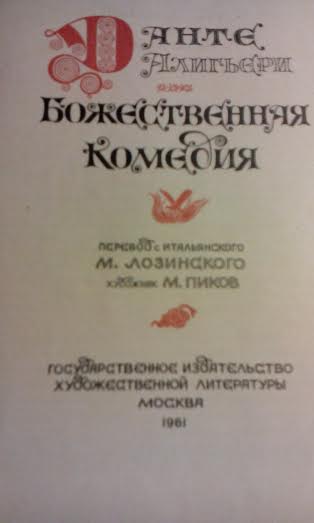 Данте
Алигьери
Божественная
Комедия
Перевод с итальянского
М. Лозинского
Художник М. Пиков
Государственное издательство
художественной литературы
Москва
1961